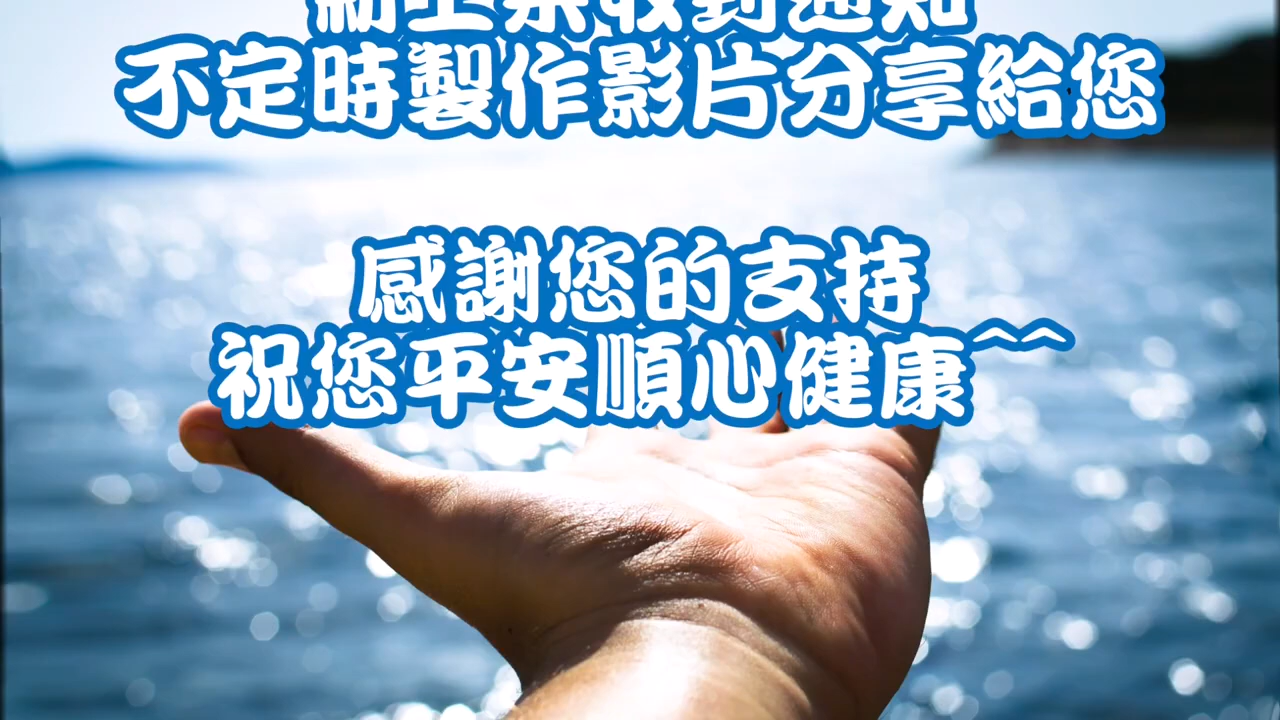 不定時製作影片分享給您
感謝您的支持
祝您平安順心健康^^